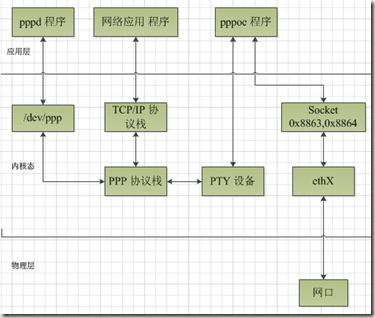 pppd 程序
网络应用 程序
pppoe 程序
应用层
/dev/ppp
TCP/IP 协
议栈
Socket
0x8863,0x8864
内核态
PPP 协议栈
PTY 设备
ethX
物理层
网口